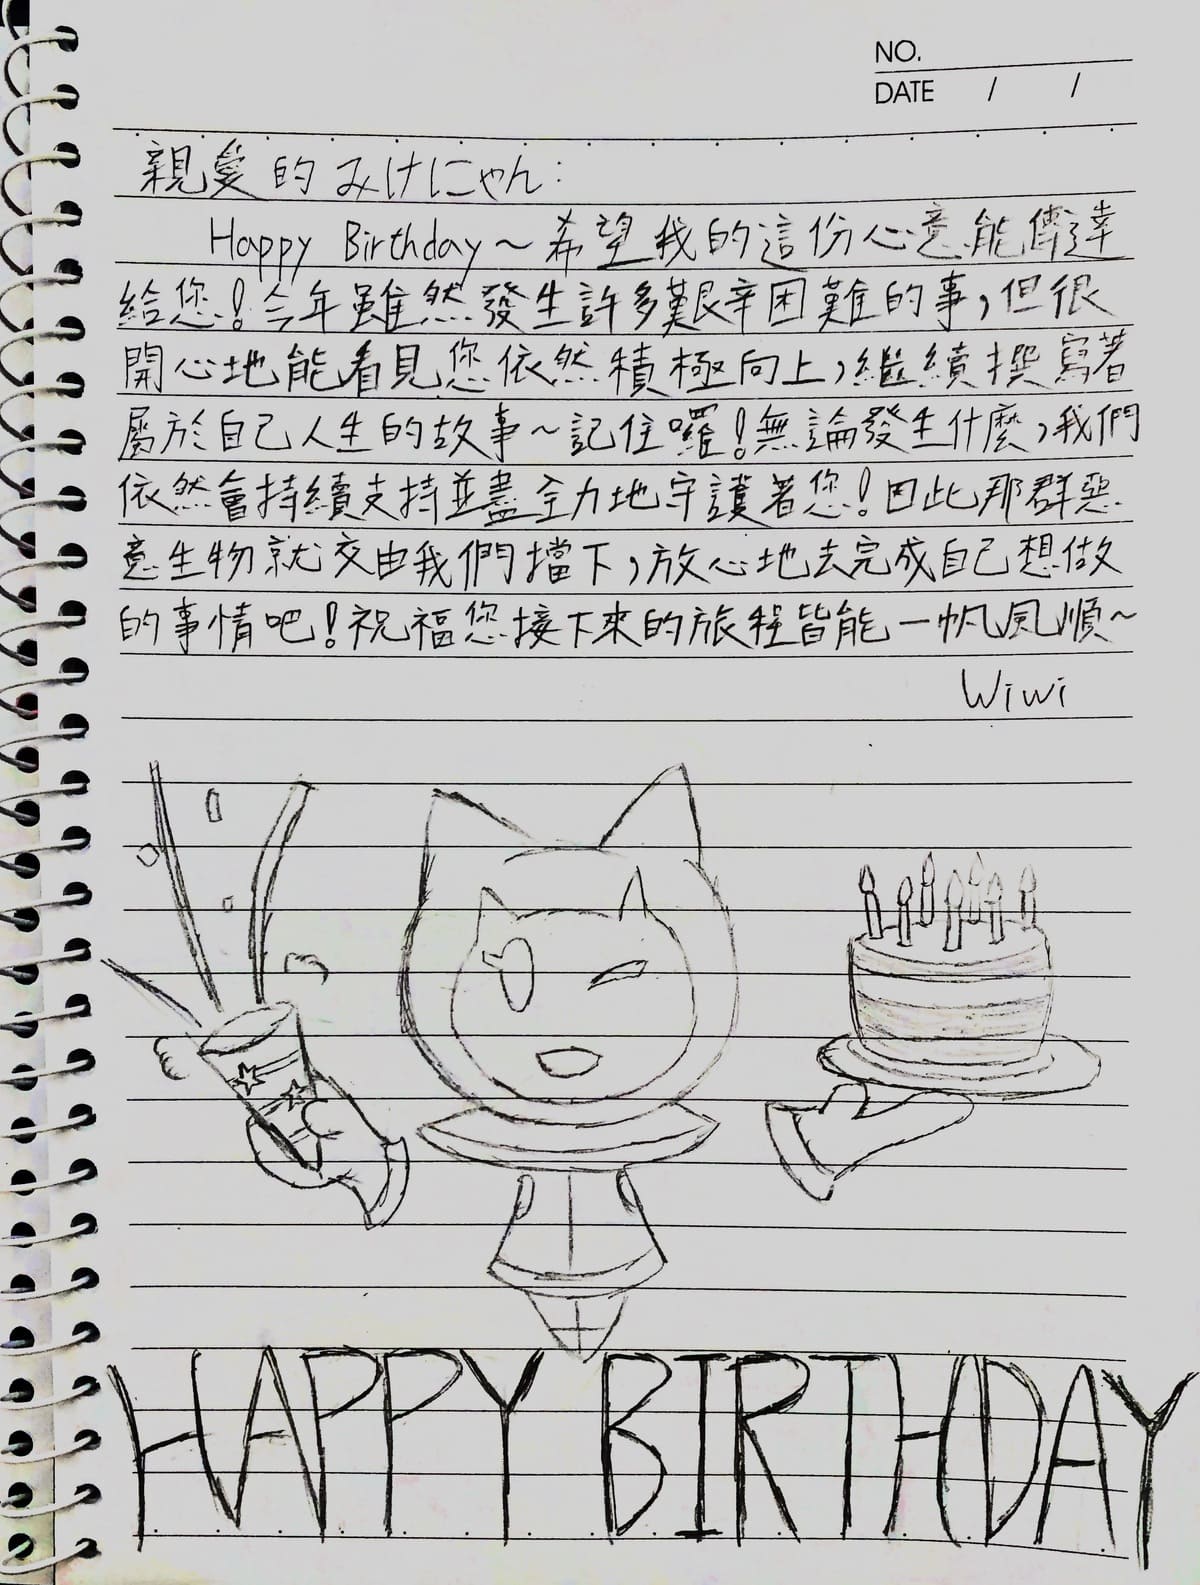 NO.
DATE / /
親愛的みけにゃん：
Happy Birthday～希望我的這份心意能傳達
給您！今年雖然發生許多艱辛困難的事，但很
開心地能看見您依然積極向上，繼續撰寫著
屬於自己人生的故事～記住囉！無論發生什麼，我們
依然會持續支持並盡全力地守護著您！因此那群惡
意生物就交由我們擋下，放心地去完成自己想做
的事情吧！祝福您接下來的旅程皆能一帆風順～
Wiwi
HAPPY BIRTHDAY